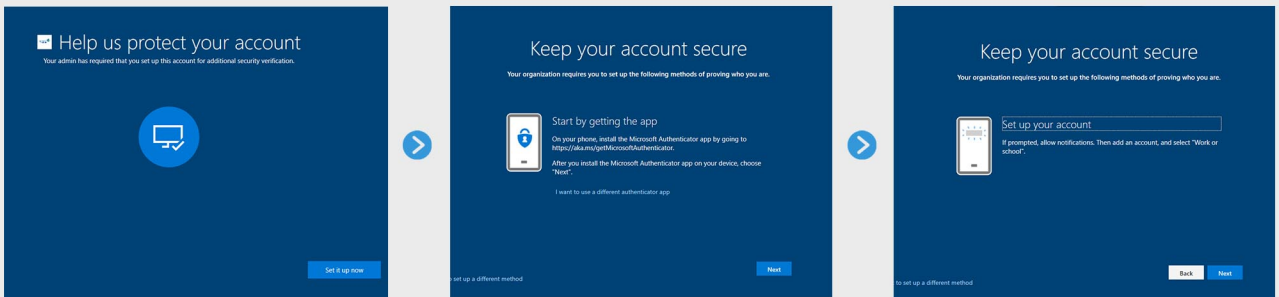 Help us protect your account
Your admin has required that you set up this account for additional security verification.
Set it up now
Keep your account secure
Your organization requires you to set up the following methods of proving who you are.
Start by getting the app
On your phone, install the Microsoft Authenticator app by going to
https://aka.ms/getMicrosoftAuthenticator.
After you install the Microsoft Authenticator app on your device, choose
"Next".
I want to use a different authenticator app
Next
set up a different method
Keep your account secure
Your organization requires you to set up the following methods of proving who you are.
Set up your account
If prompted, allow notifications. Then add an account, and select "Work or
school".
Back Next
to set up a different method